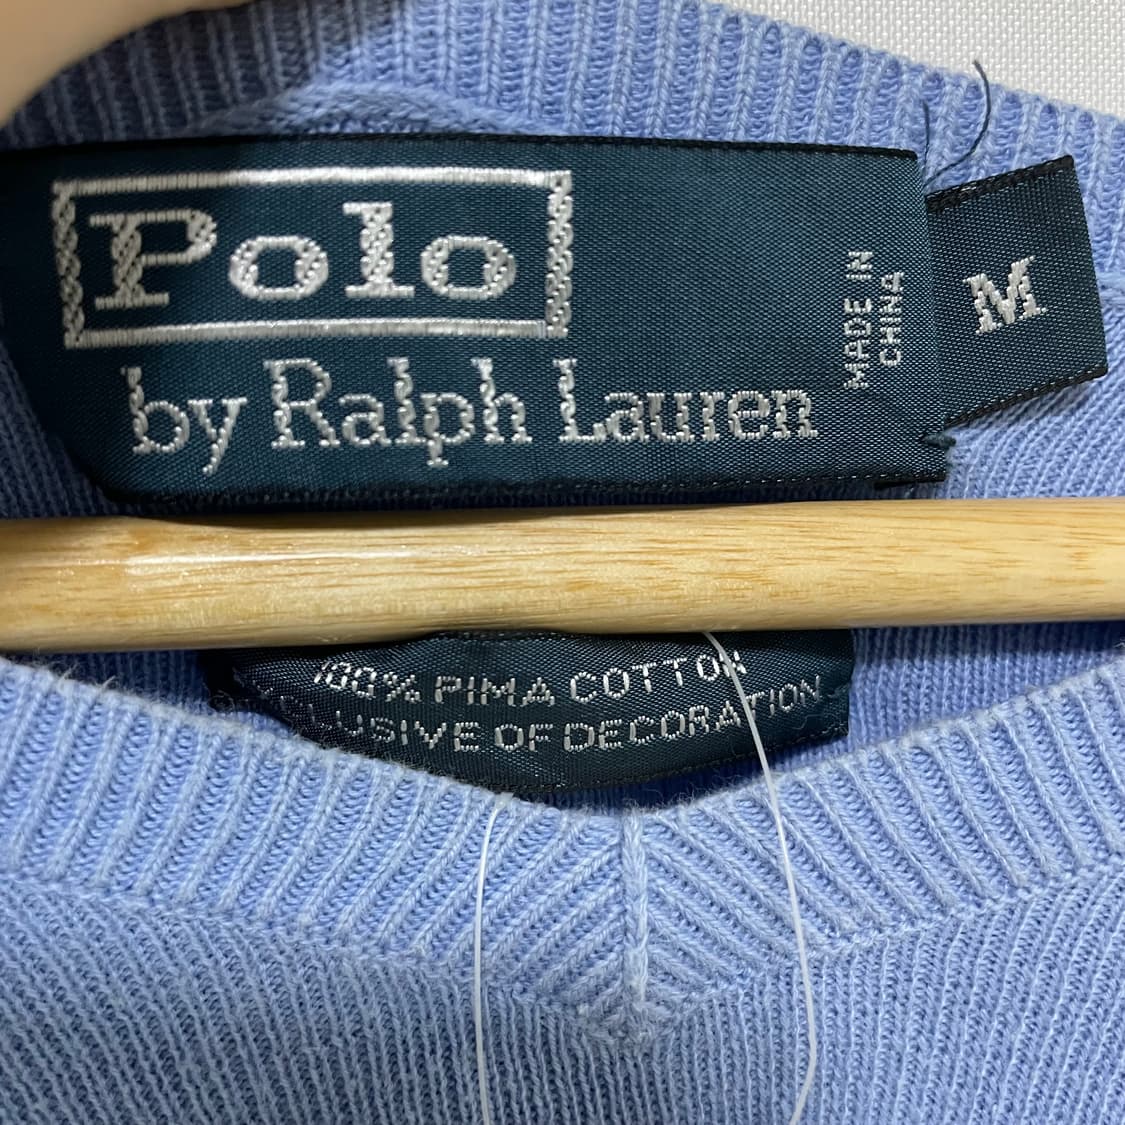 Polo
by Ralph Lauren
MADE IN
CHINA
M
100% PIMA COTTON
EXCLUSIVE OF DECORATION